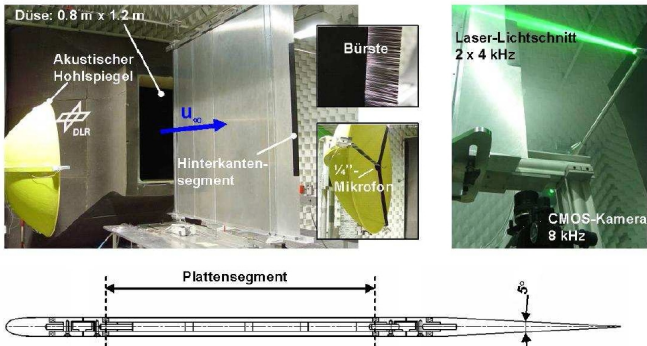 Düse: 0.8 m x 1.2 m
Akustischer
Hohlspiegel
DLR
u∞
Hinterkanten-
segment
Bürste
¼''-
Mikrofon
Laser-Lichtschnitt
2 x 4 kHz
CMOS-Kamera
8 kHz
Plattensegment
5°